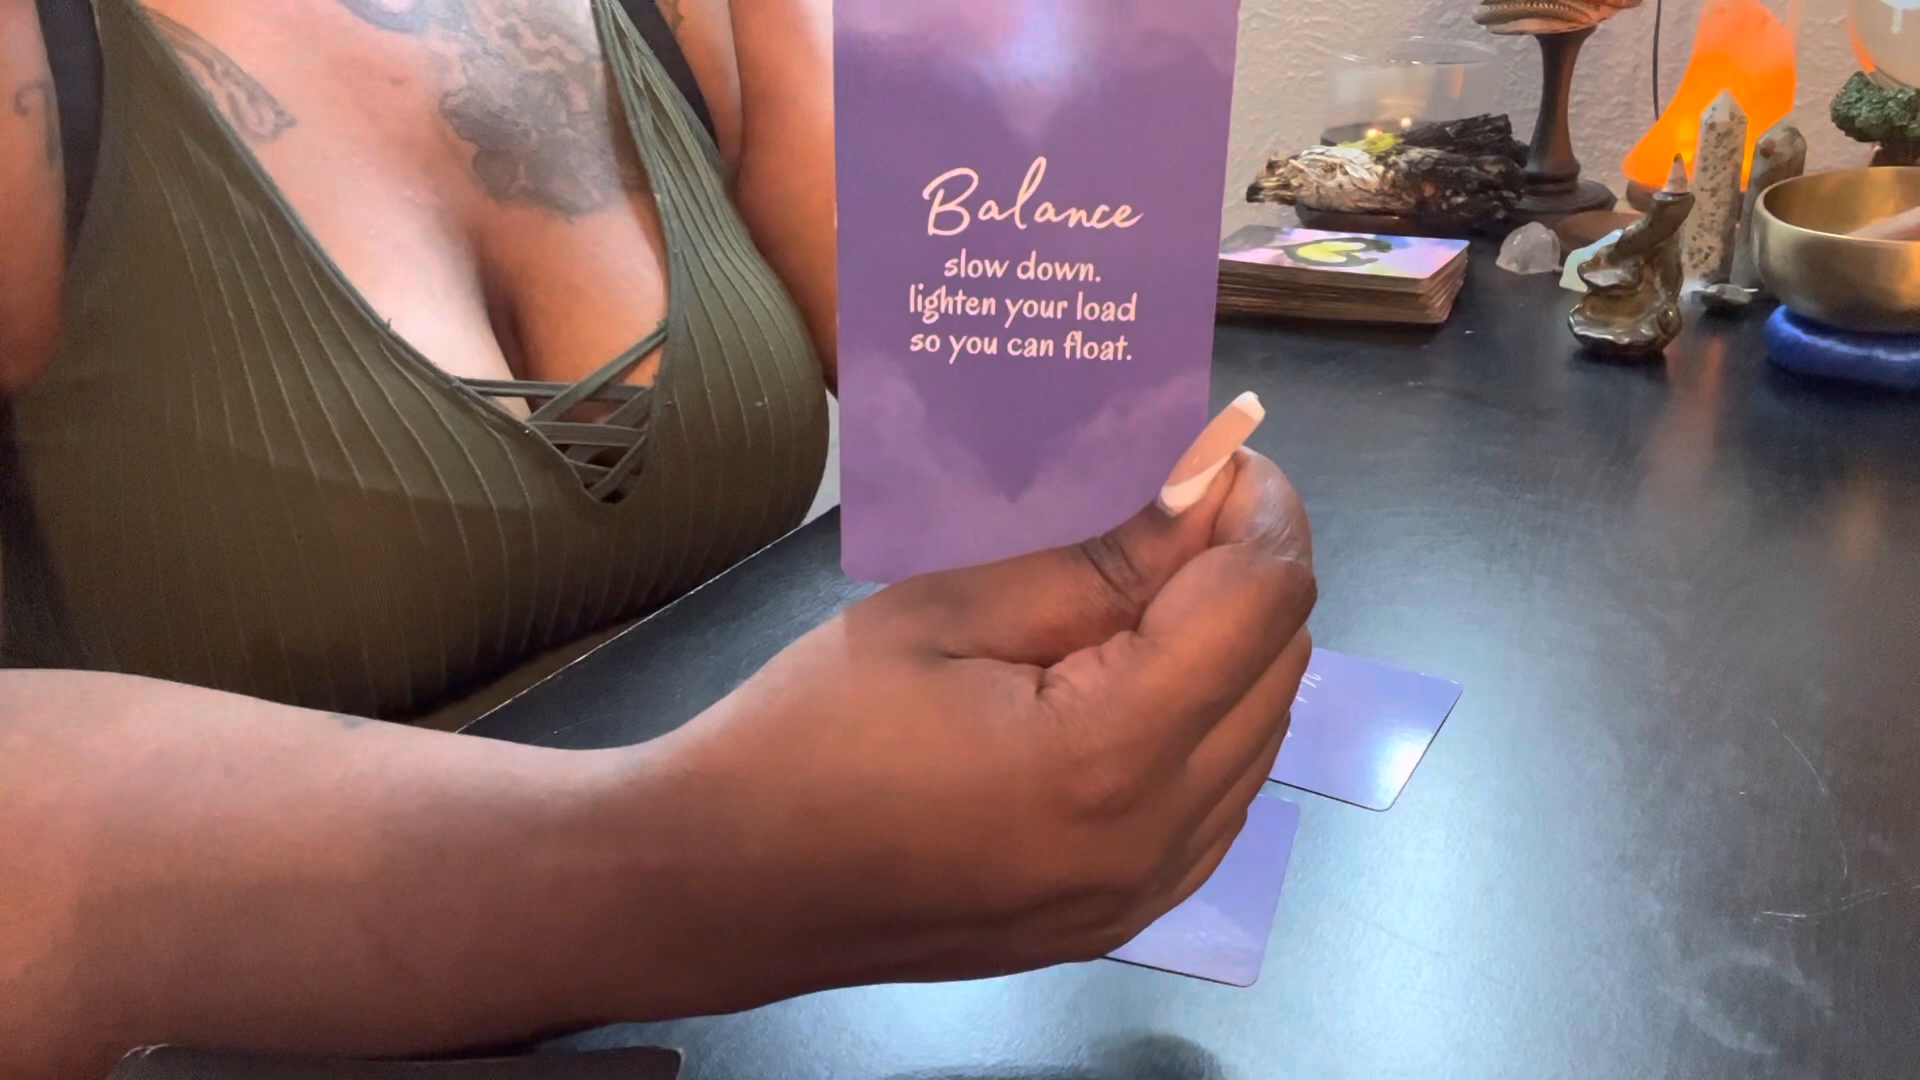 Balance
slow down.
lighten your load
so you can float.